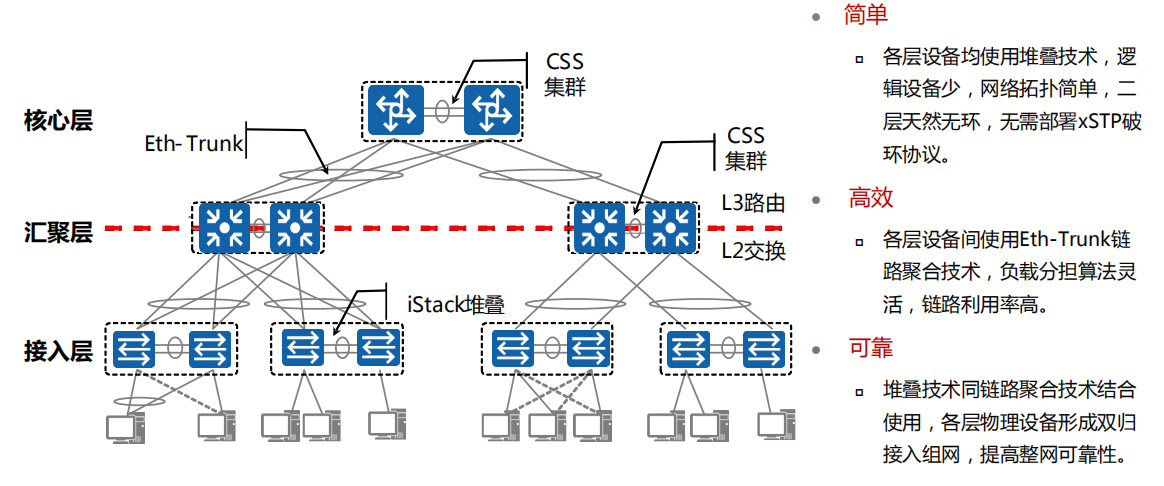 CSS
集群
核心层
Eth-Trunk
CSS
集群
L3路由
汇聚层
L2交换
iStack堆叠
接入层
• 简单
▯ 各层设备均使用堆叠技术，逻
辑设备少，网络拓扑简单，二
层天然无环，无需部署xSTP破
环协议。
• 高效
▯ 各层设备间使用Eth-Trunk链
路聚合技术，负载分担算法灵
活，链路利用率高。
• 可靠
▯ 堆叠技术同链路聚合技术结合
使用，各层物理设备形成双归
接入组网，提高整网可靠性。